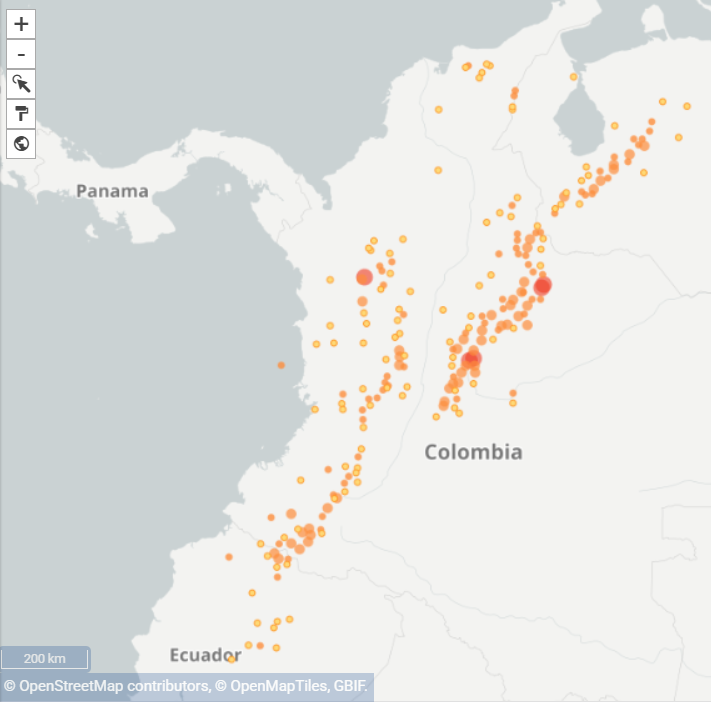 +
-
Panama
Colombia
Ecuador
200 km
© OpenStreetMap contributors, © OpenMapTiles, GBIF.